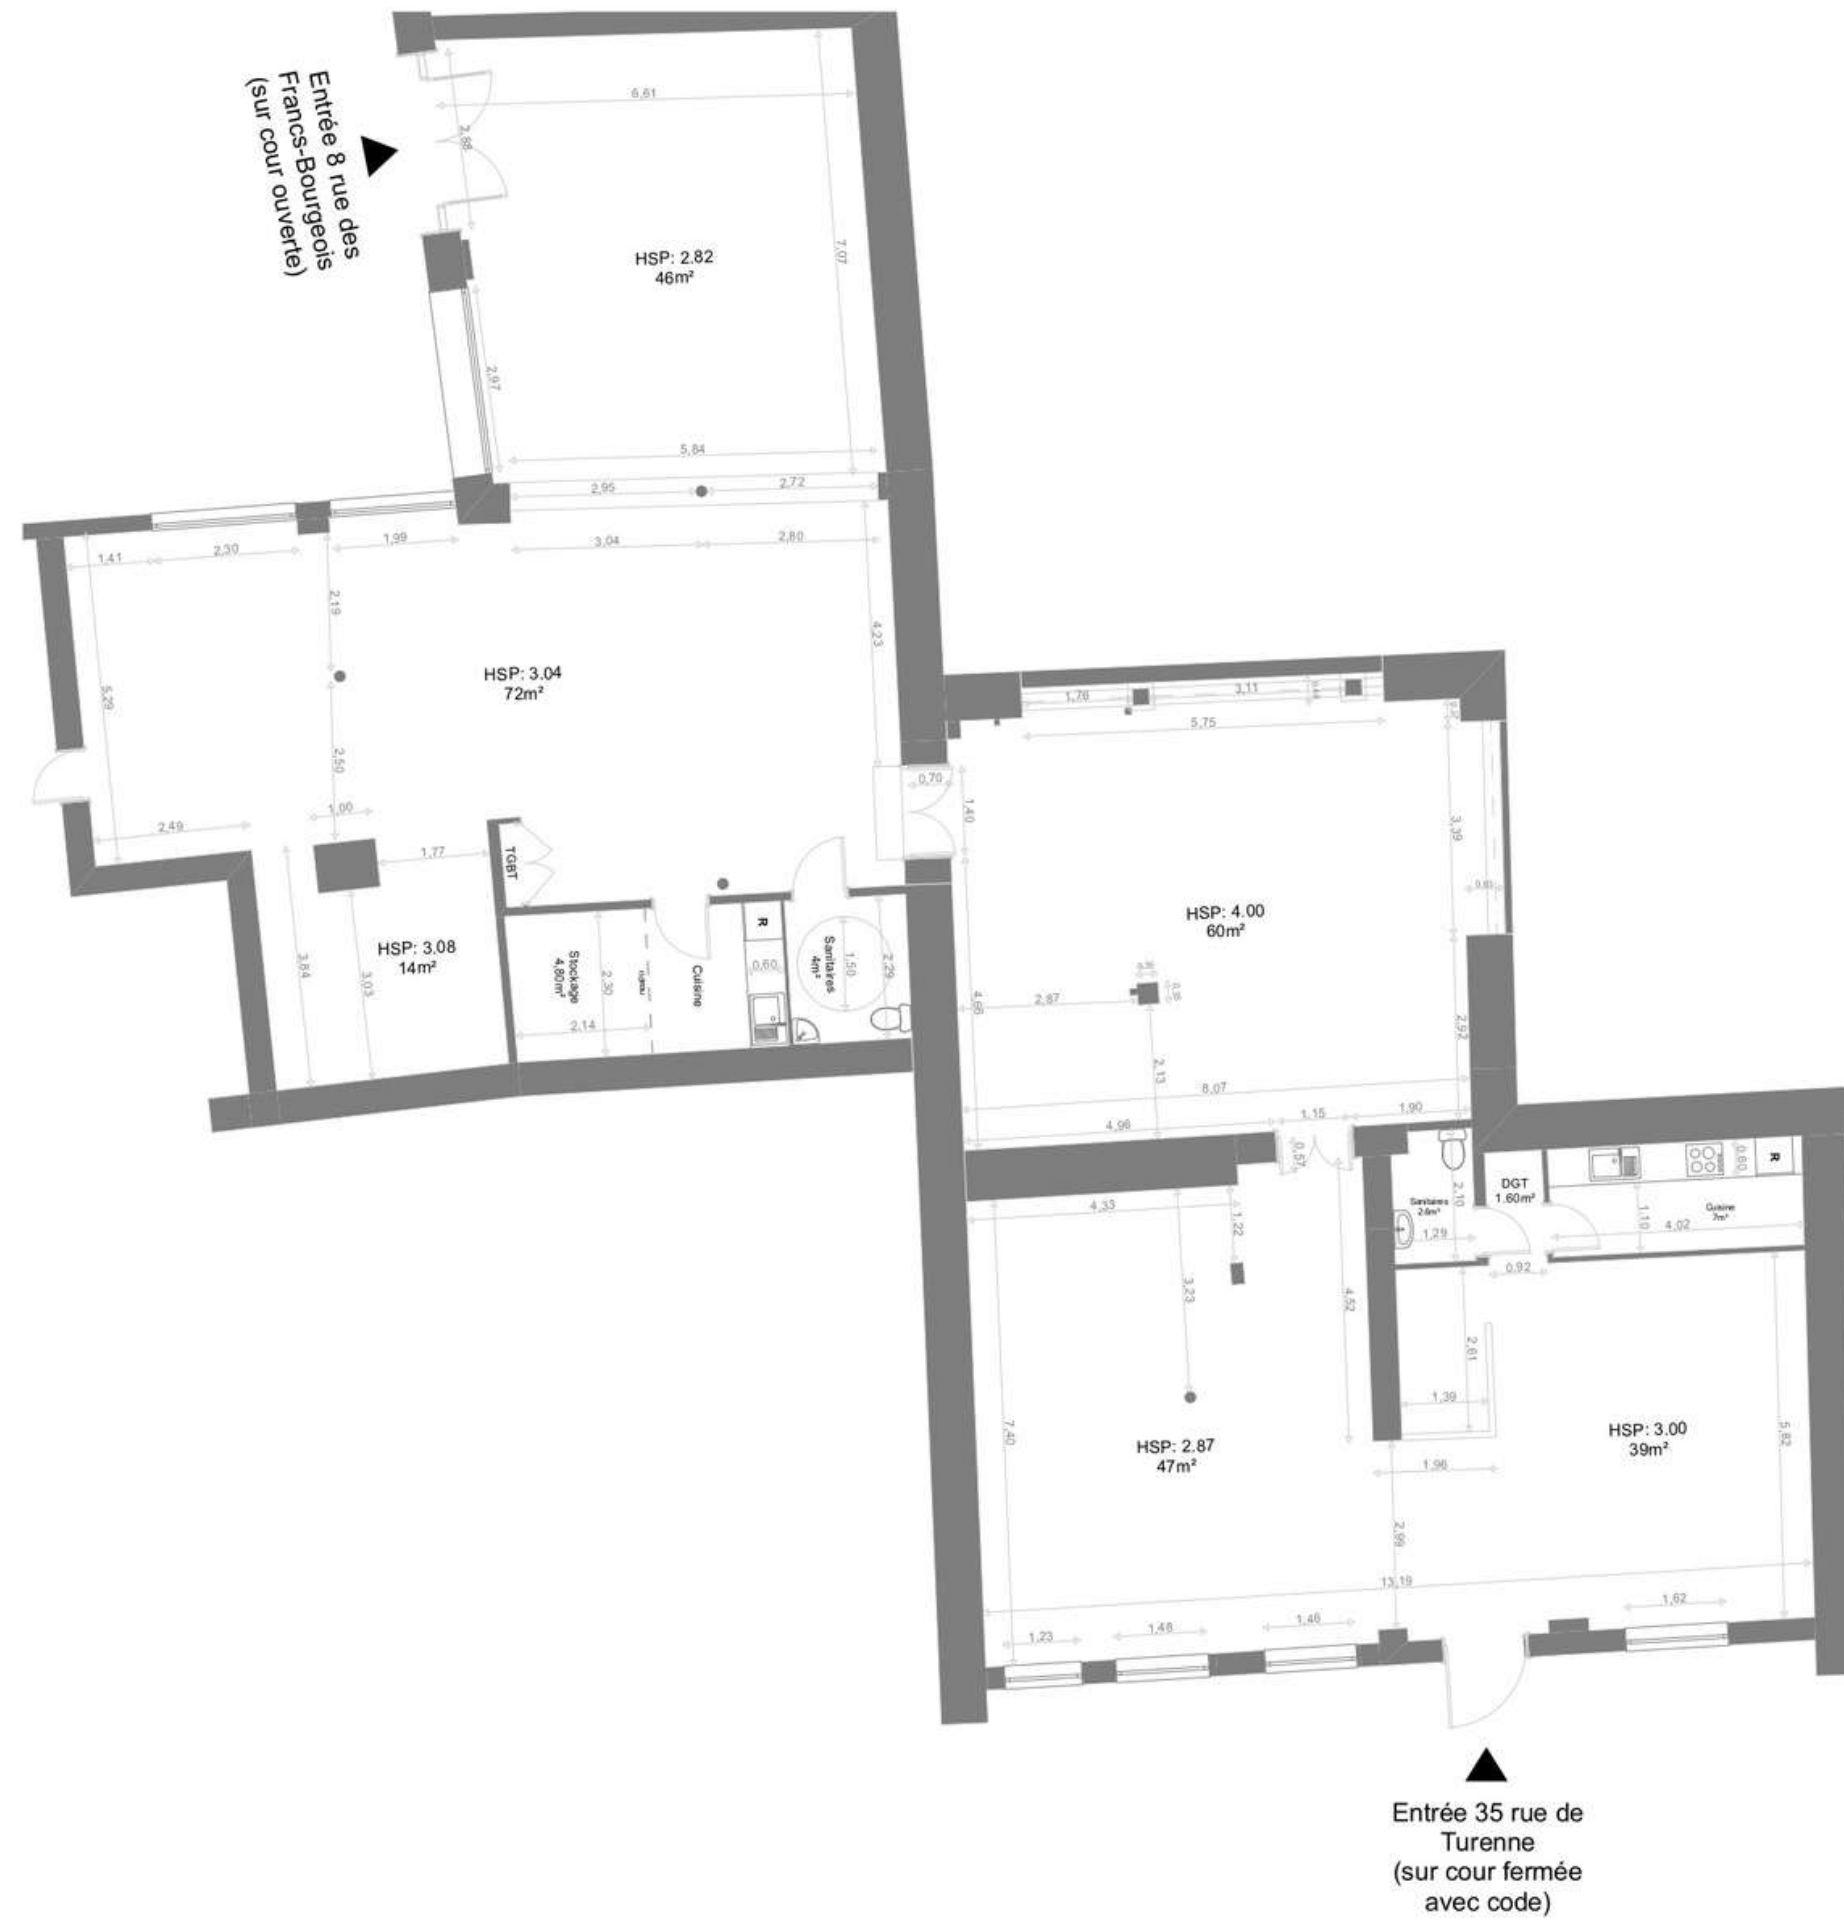 Entrée 8 rue des
Francs-Bourgeois
(sur cour ouverte)
6,61
2,88
7,07
HSP: 2.82
46m²
2,97
5,84
2,95
2,72
1,41
2,30
1,99
3,04
2,80
2,19
4,23
HSP: 3.04
72m²
5,29
2,50
1,00
2,49
1,77
TGBT
HSP: 3.08
14m²
3,84
3,03
Stockage
4,80m²
2,30
2,14
Cuisine
R
0,60
Sanitaires
4m²
1,50
2,29
0,70
1,40
1,76
3,11
5,75
3,39
HSP: 4.00
60m²
2,87
4,66
2,13
2,92
8,07
4,96
1,15
1,90
0,57
4,33
1,22
3,23
4,52
Sanitaires
2.6m²
2,10
1,29
DGT
1.60m²
0,92
R
0,60
Cuisine
7m²
1,10
4,02
2,61
1,39
1,96
HSP: 2.87
47m²
HSP: 3.00
39m²
7,40
5,82
2,99
13,19
1,23
1,48
1,46
1,62
Entrée 35 rue de
Turenne
(sur cour fermée
avec code)